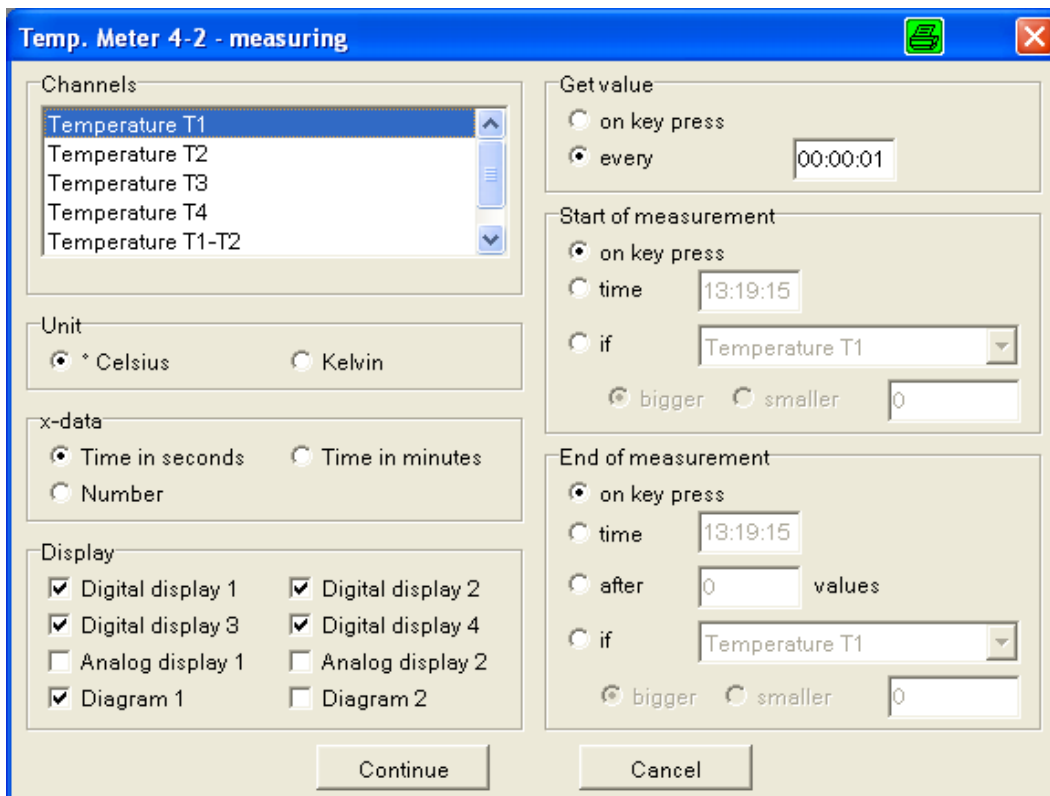 Temp. Meter 4-2 - measuring
Channels
Temperature T1
Temperature T2
Temperature T3
Temperature T4
Temperature T1-T2
Unit
° Celsius
Kelvin
x-data
Time in seconds
Time in minutes
Number
Display
Digital display 1
Digital display 2
Digital display 3
Digital display 4
Analog display 1
Analog display 2
Diagram 1
Diagram 2
Get value
on key press
every 00:00:01
Start of measurement
on key press
time 13:19:15
if Temperature T1
bigger smaller 0
End of measurement
on key press
time 13:19:15
after 0 values
if Temperature T1
bigger smaller 0
Continue
Cancel